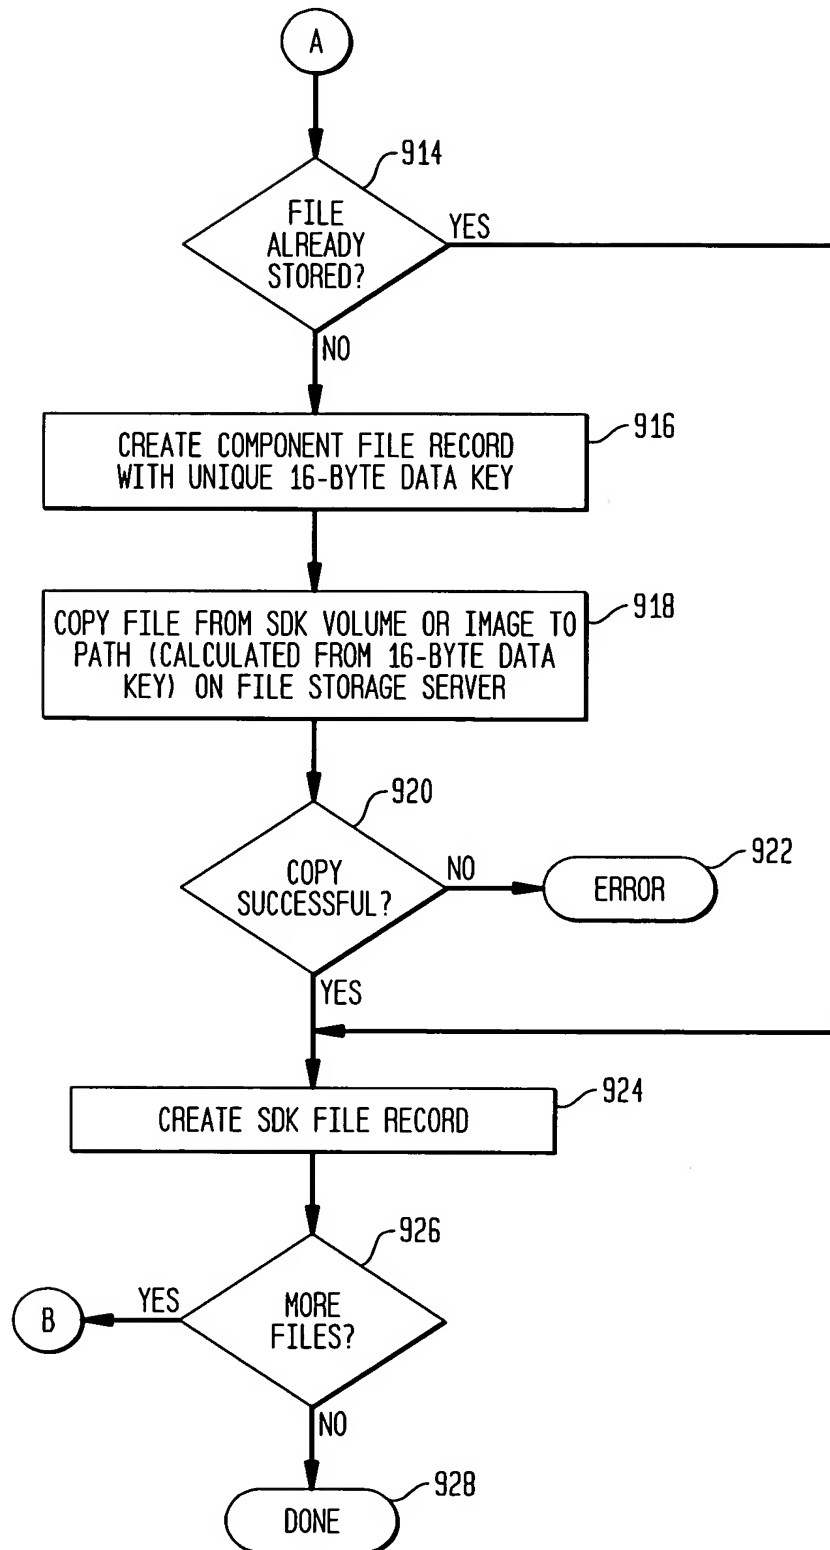 A
914
FILE
ALREADY
STORED?
YES
NO
916
CREATE COMPONENT FILE RECORD
WITH UNIQUE 16-BYTE DATA KEY
918
COPY FILE FROM SDK VOLUME OR IMAGE TO
PATH (CALCULATED FROM 16-BYTE DATA
KEY) ON FILE STORAGE SERVER
920
COPY
SUCCESSFUL?
NO
922
ERROR
YES
924
CREATE SDK FILE RECORD
926
MORE
FILES?
YES
B
NO
928
DONE